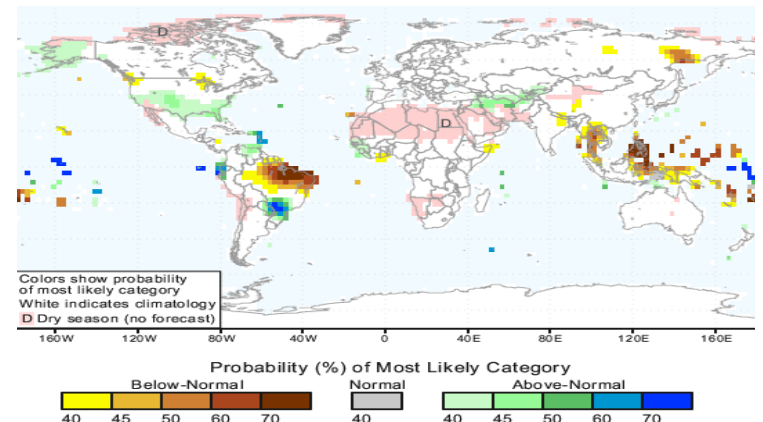 D
D
Colors show probability
of most likely category
White indicates climatology
D Dry season (no forecast)
160W 120W 80W 40W 0 40E 80E 120E 160E
Probability (%) of Most Likely Category
Below-Normal Normal Above-Normal
40 45 50 60 70 40 40 45 50 60 70